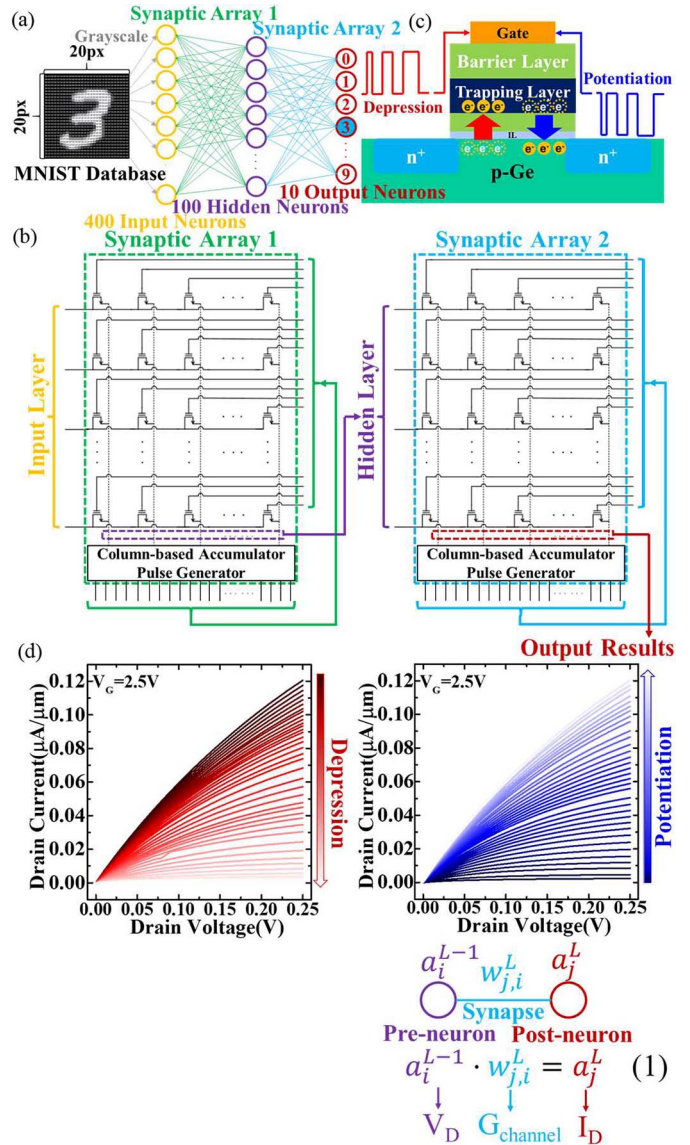 (a)
Synaptic Array 1
Synaptic Array 2
(c)
Grayscale
20px
20px
MNIST Database
400 Input Neurons
100 Hidden Neurons
10 Output Neurons
0
1
2
3
9
Depression
Gate
Barrier Layer
Trapping Layer
Potentiation
e⁻ e⁻ e⁻ e⁻ e⁻ e⁻
IL
e⁻ e⁻ e⁻ e⁻ e⁻ e⁻
n⁺
n⁺
p-Ge
(b)
Synaptic Array 1
Synaptic Array 2
Input Layer
Hidden Layer
Column-based Accumulator
Pulse Generator
Column-based Accumulator
Pulse Generator
Output Results
(d)
V_G=2.5V
Drain Current(μA/μm)
0.12
0.10
0.08
0.06
0.04
0.02
0.00
0.00 0.05 0.10 0.15 0.20 0.25
Drain Voltage(V)
Depression
V_G=2.5V
Drain Current(μA/μm)
0.12
0.10
0.08
0.06
0.04
0.02
0.00
0.00 0.05 0.10 0.15 0.20 0.25
Drain Voltage(V)
Potentiation
a_i^{L-1} w_{j,i}^L a_j^L
Synapse
Pre-neuron Post-neuron
a_i^{L-1} · w_{j,i}^L = a_j^L (1)
V_D G_channel I_D